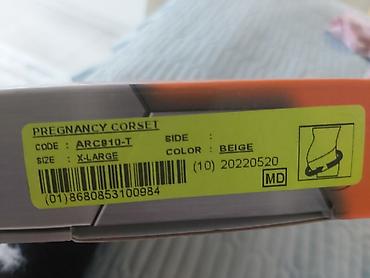 PREGNANCY CORSET
CODE : ARC910-T SIDE :
SIZE : X-LARGE COLOR : BEIGE
(10) 20220520
(01)8680853100984
MD